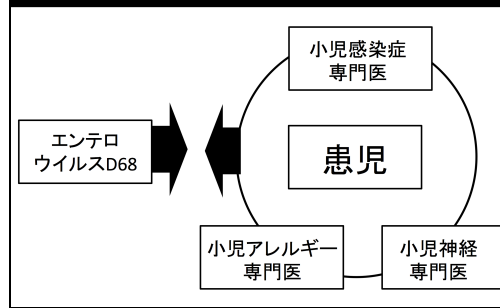 小児感染症
専門医
エンテロ
ウイルスD68
患児
小児アレルギー
専門医
小児神経
専門医